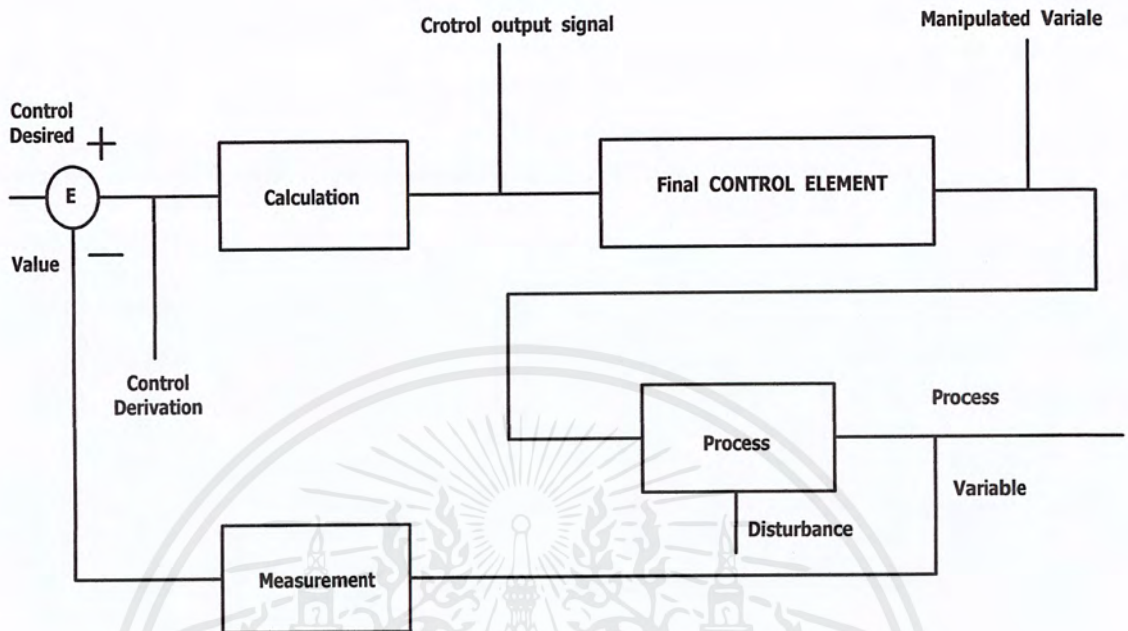 Crotrol output signal
Manipulated Variale
Control
Desired
+
E
Calculation
Final CONTROL ELEMENT
Value
—
Control
Derivation
Process
Process
Variable
Disturbance
Measurement